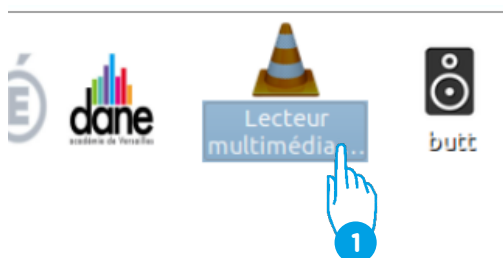 É
dane
académie de Versailles
Lecteur
multimédia ...
butt
1